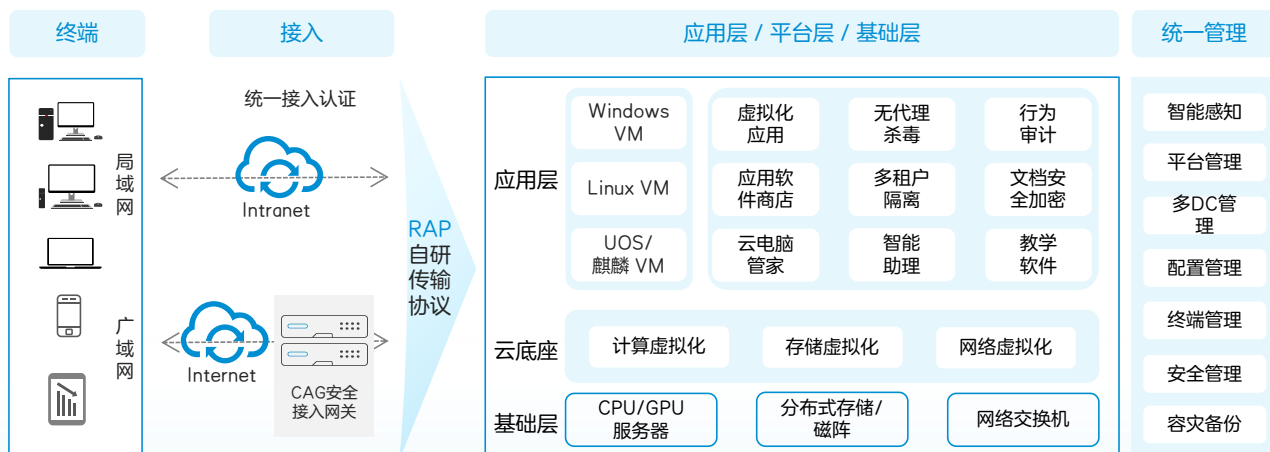 终端
接入
应用层 / 平台层 / 基础层
统一管理
局
域
网
广
域
网
统一接入认证
Intranet
Internet
CAG安全
接入网关
RAP
自研
传输
协议
应用层
Windows
VM
Linux VM
UOS/
麒麟 VM
虚拟化
应用
无代理
杀毒
行为
审计
应用软
件商店
多租户
隔离
文档安
全加密
云电脑
管家
智能
助理
教学
软件
云底座
计算虚拟化
存储虚拟化
网络虚拟化
基础层
CPU/GPU
服务器
分布式存储/
磁阵
网络交换机
智能感知
平台管理
多DC管
理
配置管理
终端管理
安全管理
容灾备份